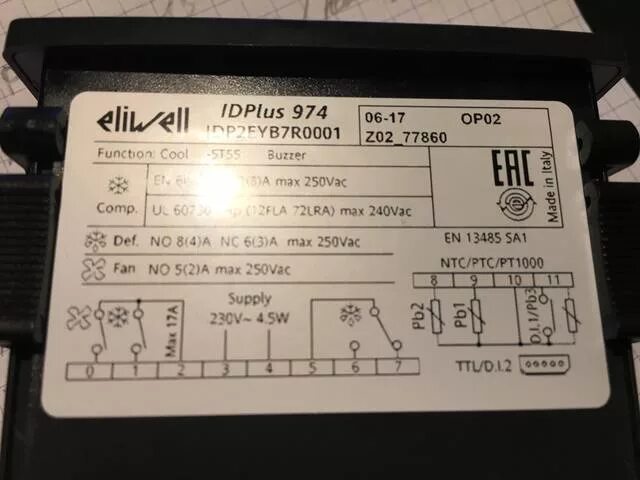 eliwell
IDPlus 974
IDP2EYB7R0001
06-17 OP02
Z02_77860
Function: Cool -ST5S Buzzer
EAC
Made in Italy
EN max 250Vac
Comp. UL 60730 (12FLA 72LRA) max 240Vac
Def. NO 8(4)A NC 6(3)A max 250Vac
EN 13485 SA1
Fan NO 5(2)A max 250Vac
NTC/PTC/PT1000
8 9 10 11
Max 17A
Supply
230V~ 4.5W
Pb2
Pb1
D.I.1/Pb3
0 1 2 3 4 5 6 7
TTL/D.I.2